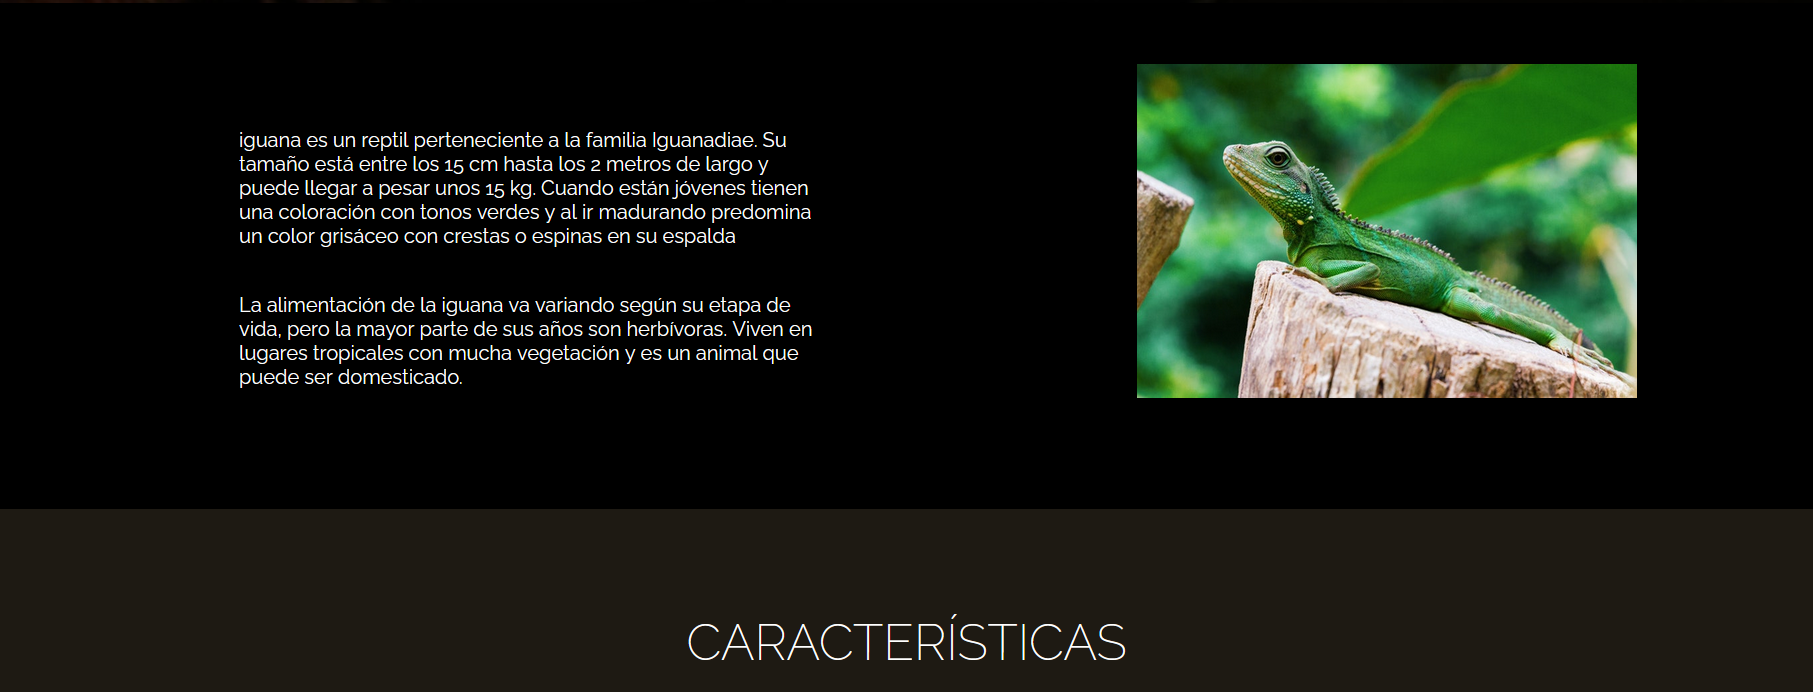 iguana es un reptil perteneciente a la familia Iguanadiae. Su
tamaño está entre los 15 cm hasta los 2 metros de largo y
puede llegar a pesar unos 15 kg. Cuando están jóvenes tienen
una coloración con tonos verdes y al ir madurando predomina
un color grisáceo con crestas o espinas en su espalda
La alimentación de la iguana va variando según su etapa de
vida, pero la mayor parte de sus años son herbívoras. Viven en
lugares tropicales con mucha vegetación y es un animal que
puede ser domesticado.
CARACTERÍSTICAS